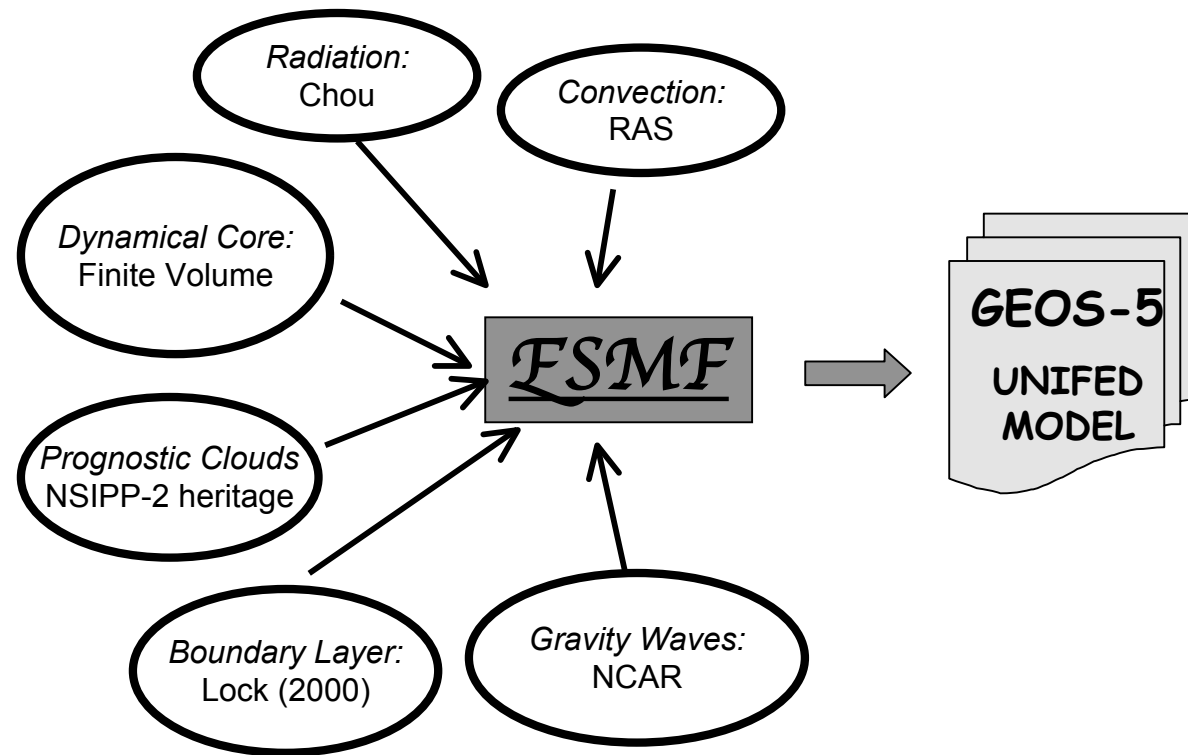 Radiation:
Chou
Convection:
RAS
Dynamical Core:
Finite Volume
Prognostic Clouds
NSIPP-2 heritage
Boundary Layer:
Lock (2000)
Gravity Waves:
NCAR
ESMF
GEOS-5
UNIFED
MODEL